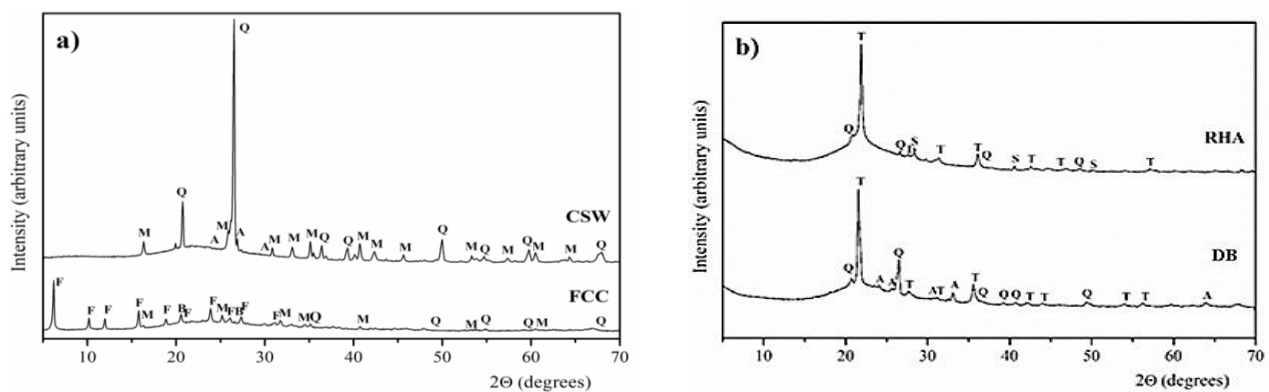 a)
Intensity (arbitrary units)
Q
Q
M
A
M
A
A
M
M
M
Q
Q
M
M
M
Q
M
Q
M
Q
M
M
Q
CSW
F
F
F
F
M
F
B
F
F
M
F
B
F
F
M
M
Q
M
Q
M
Q
Q
M
Q
FCC
10 20 30 40 50 60 70
2Θ (degrees)
b)
Intensity (arbitrary units)
Q
T
Q
S
T
T
Q
S
T
T
Q
S
T
RHA
Q
T
A
A
Q
T
A
T
A
T
Q
Q
Q
T
T
Q
T
T
A
DB
10 20 30 40 50 60 70
2Θ (degrees)